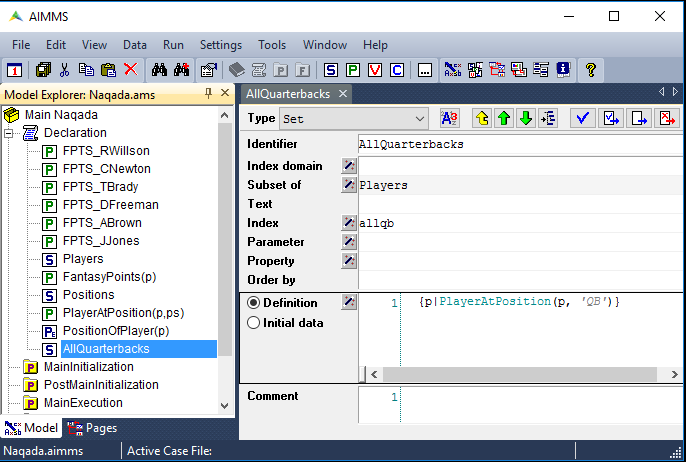 AIMMS
File Edit View Data Run Settings Tools Window Help
Model Explorer: Naqada.ams
AllQuarterbacks
Main Naqada
Declaration
FPTS_RWillson
FPTS_CNewton
FPTS_TBrady
FPTS_DFreeman
FPTS_ABrown
FPTS_JJones
Players
FantasyPoints(p)
Positions
PlayerAtPosition(p,ps)
PositionOfPlayer(p)
AllQuarterbacks
MainInitialization
PostMainInitialization
MainExecution
Model Pages
Type Set
Identifier AllQuarterbacks
Index domain
Subset of Players
Text
Index allqb
Parameter
Property
Order by
Definition 1 {p|PlayerAtPosition(p, 'QB')}
Initial data
Comment 1
Naqada.aimms Active Case File: